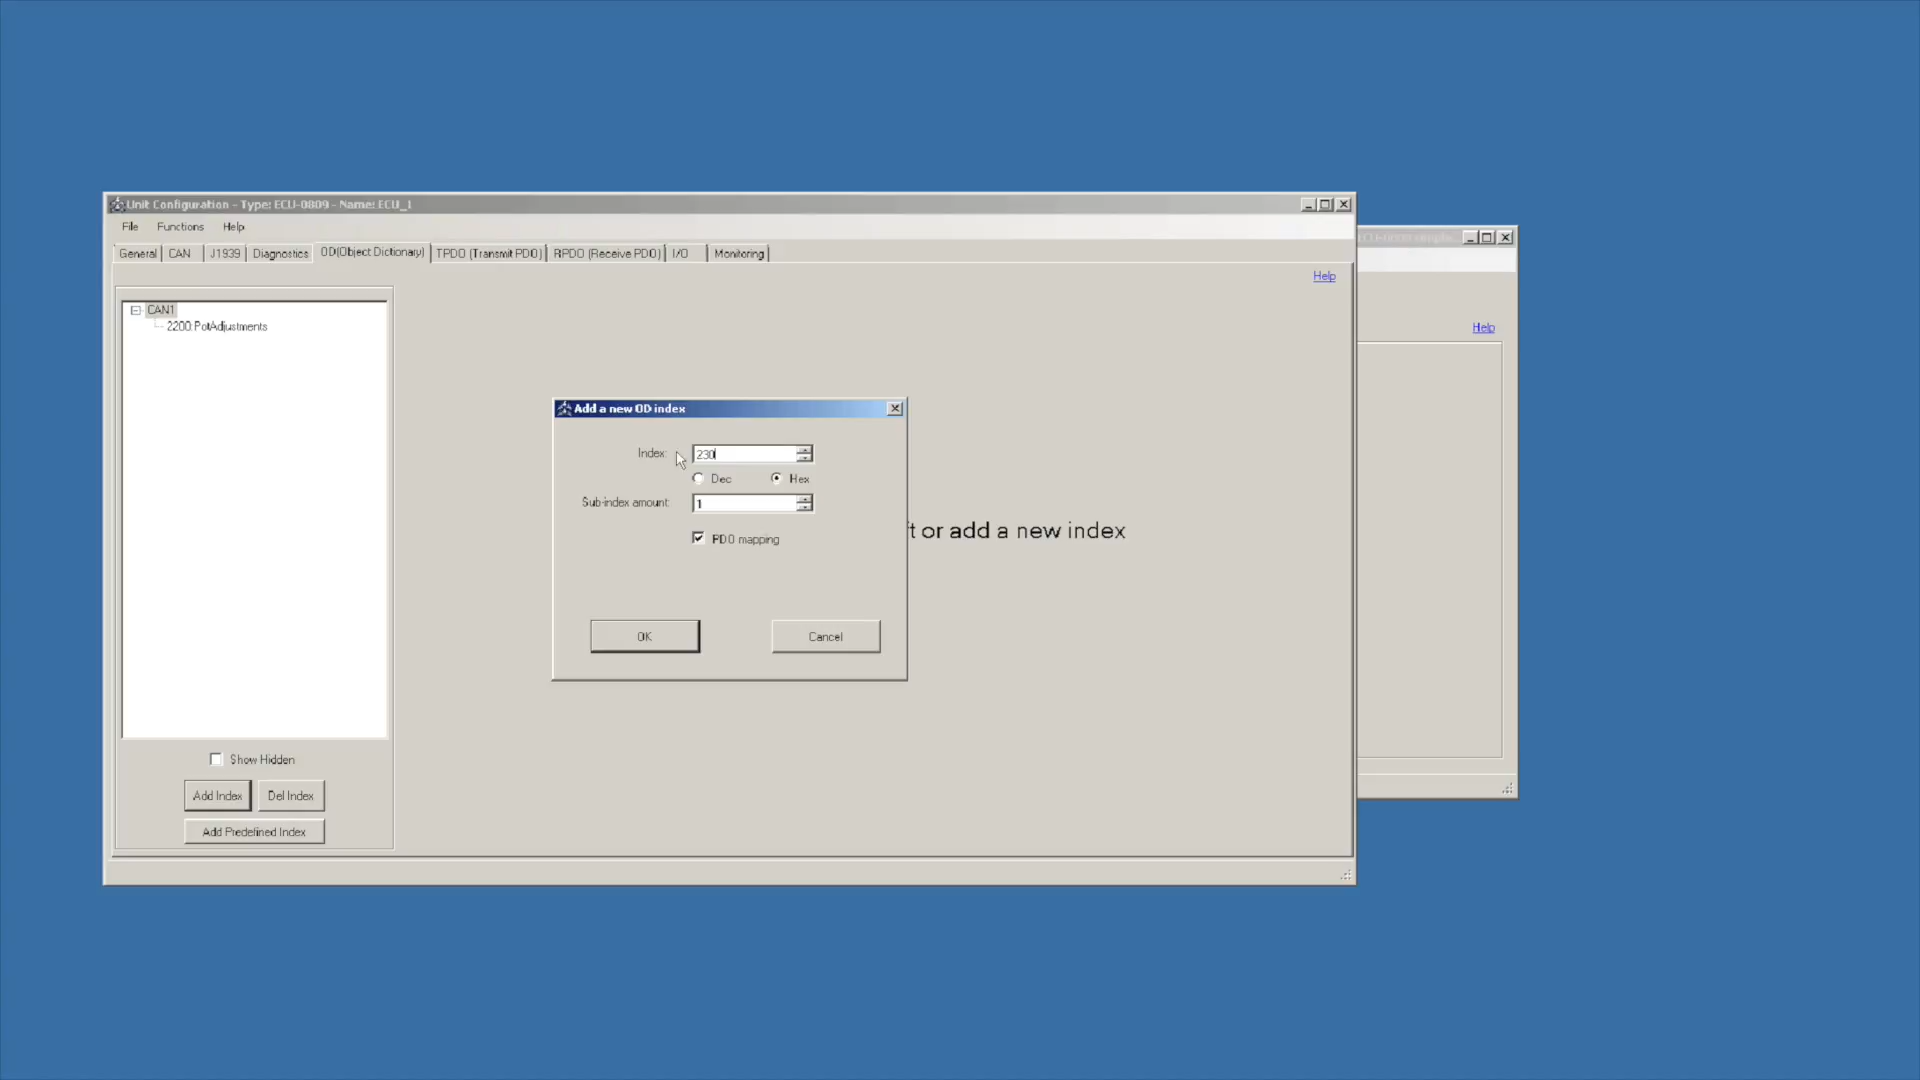 Unit Configuration - Type: ECU-0809 - Name: ECU_1
File Functions Help
General CAN J1939 Diagnostics OD(Object Dictionary) TPDO (Transmit PDO) RPDO (Receive PDO) I/O Monitoring
Help
Help
CAN1
2200:PotAdjustments
Add a new OD index
Index: 230
Dec Hex
Sub-index amount: 1
PDO mapping
t or add a new index
OK Cancel
Show Hidden
Add Index Del Index
Add Predefined Index